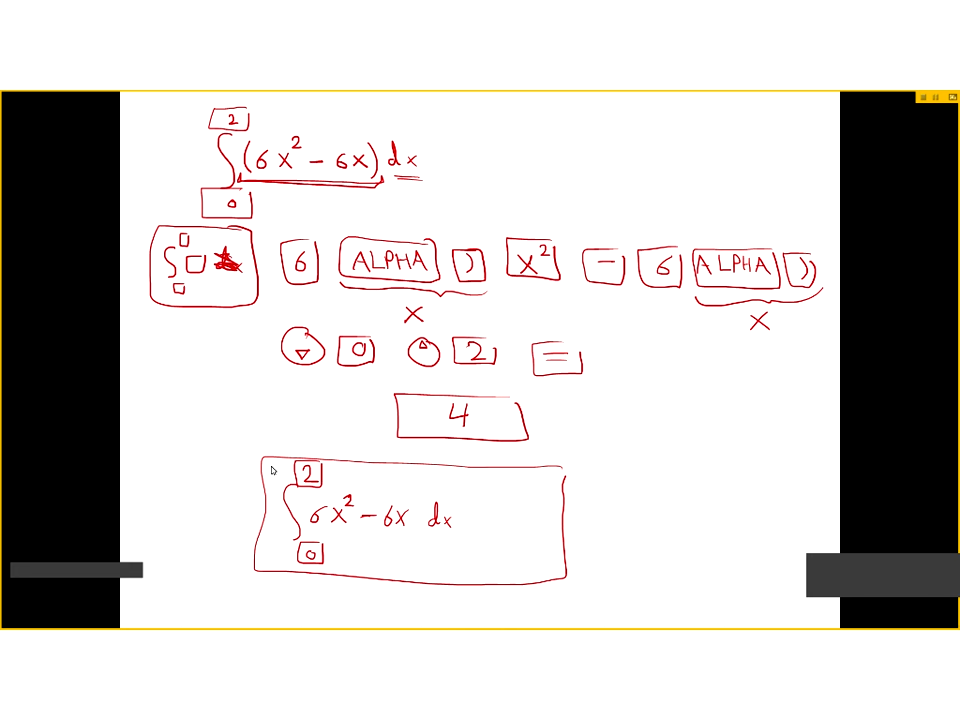 2
∫ (6x² - 6x) dx
0
∫ 6 ALPHA ) x² - 6 ALPHA )
x x
0 2 =
4
2
∫ 6x² - 6x dx
0